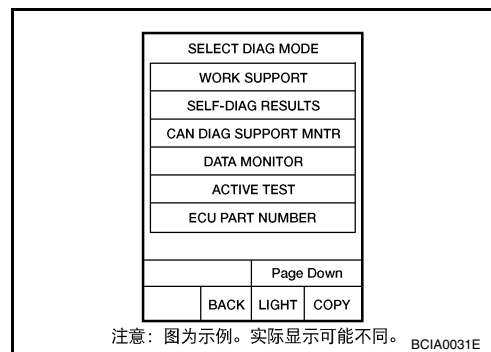 SELECT DIAG MODE
WORK SUPPORT
SELF-DIAG RESULTS
CAN DIAG SUPPORT MNTR
DATA MONITOR
ACTIVE TEST
ECU PART NUMBER
Page Down
BACK LIGHT COPY
注意：图为示例。实际显示可能不同。 BCIA0031E